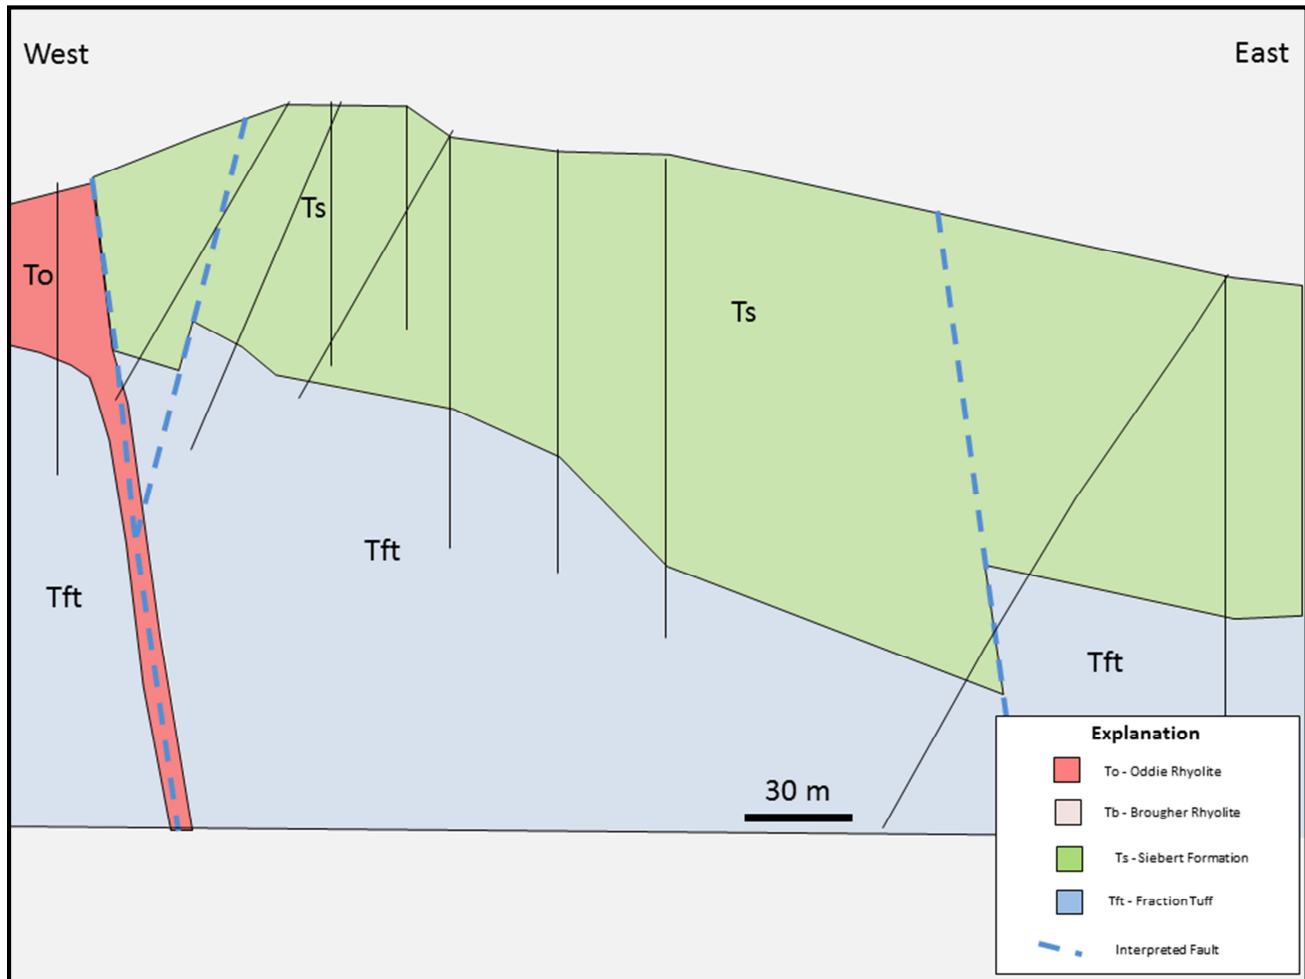 West
East
Ts
To
Ts
Tft
Tft
Tft
30 m
Explanation
To - Oddie Rhyolite
Tb - Brougher Rhyolite
Ts - Siebert Formation
Tft - Fraction Tuff
Interpreted Fault